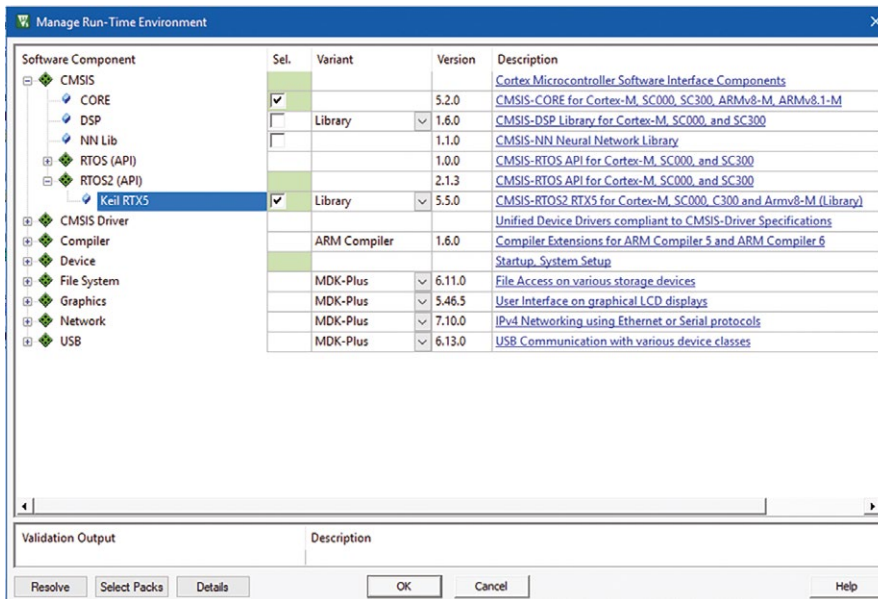 Manage Run-Time Environment
Software Component Sel. Variant Version Description
CMSIS Cortex Microcontroller Software Interface Components
CORE 5.2.0 CMSIS-CORE for Cortex-M, SC000, SC300, ARMv8-M, ARMv8.1-M
DSP Library 1.6.0 CMSIS-DSP Library for Cortex-M, SC000, and SC300
NN Lib 1.1.0 CMSIS-NN Neural Network Library
RTOS (API) 1.0.0 CMSIS-RTOS API for Cortex-M, SC000, and SC300
RTOS2 (API) 2.1.3 CMSIS-RTOS API for Cortex-M, SC000, and SC300
Keil RTX5 Library 5.5.0 CMSIS-RTOS2 RTX5 for Cortex-M, SC000, C300 and Armv8-M (Library)
CMSIS Driver Unified Device Drivers compliant to CMSIS-Driver Specifications
Compiler ARM Compiler 1.6.0 Compiler Extensions for ARM Compiler 5 and ARM Compiler 6
Device Startup, System Setup
File System MDK-Plus 6.11.0 File Access on various storage devices
Graphics MDK-Plus 5.46.5 User Interface on graphical LCD displays
Network MDK-Plus 7.10.0 IPv4 Networking using Ethernet or Serial protocols
USB MDK-Plus 6.13.0 USB Communication with various device classes
Validation Output Description
Resolve Select Packs Details OK Cancel Help